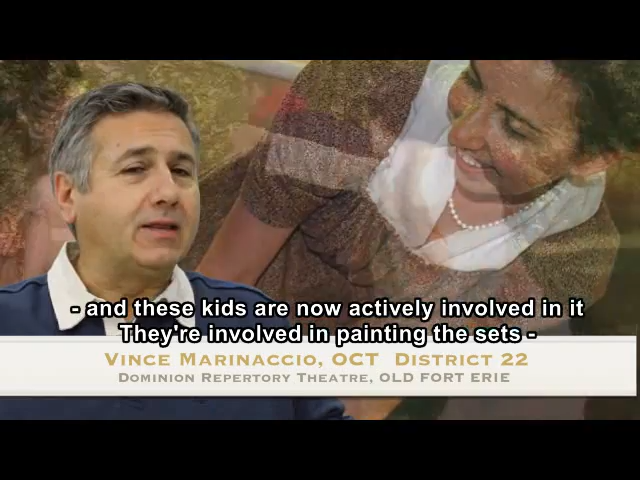 - and these kids are now actively involved in it
They're involved in painting the sets -
Vince Marinaccio, OCT District 22
Dominion Repertory Theatre, OLD FORT ERIE